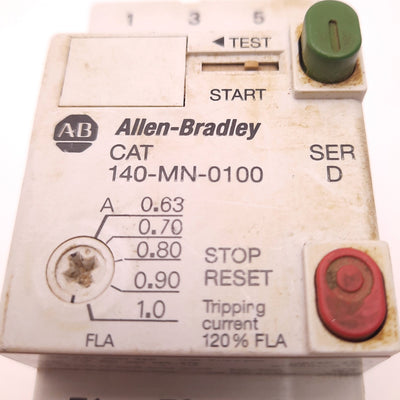 1 3 5
◄ TEST
START
AB Allen-Bradley
CAT SER
140-MN-0100 D
A 0.63
0.70
0.80
0.90
1.0
FLA
STOP
RESET
Tripping
current
120% FLA